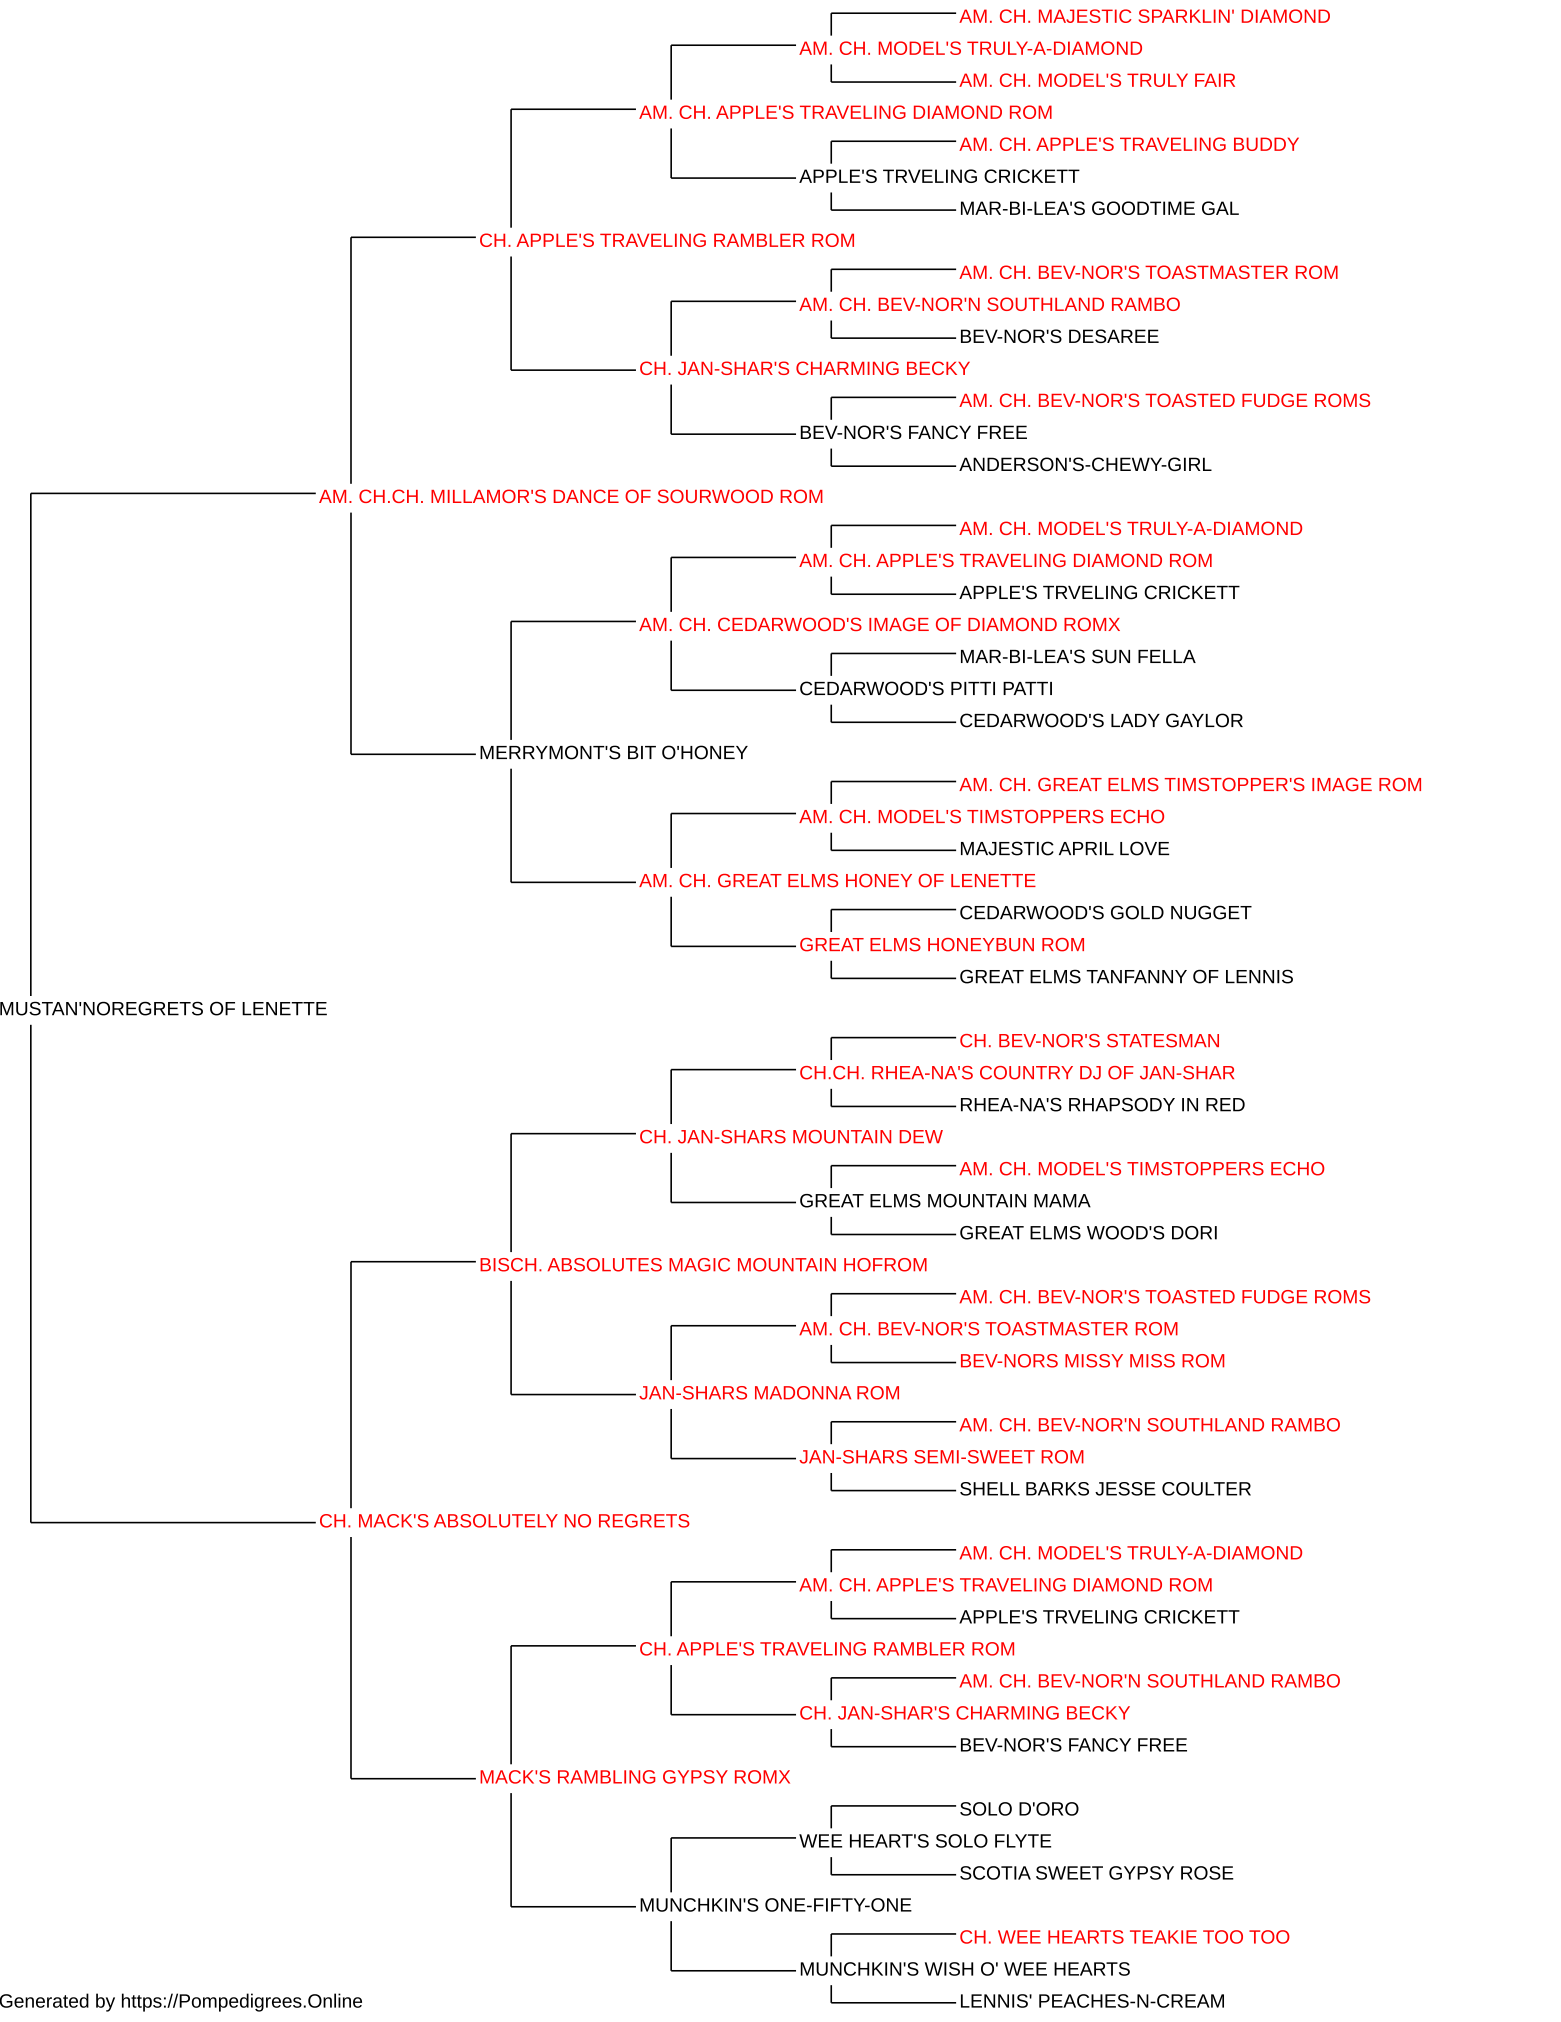 AM. CH. MAJESTIC SPARKLIN' DIAMOND
AM. CH. MODEL'S TRULY-A-DIAMOND
AM. CH. MODEL'S TRULY FAIR
AM. CH. APPLE'S TRAVELING DIAMOND ROM
AM. CH. APPLE'S TRAVELING BUDDY
APPLE'S TRVELING CRICKETT
MAR-BI-LEA'S GOODTIME GAL
CH. APPLE'S TRAVELING RAMBLER ROM
AM. CH. BEV-NOR'S TOASTMASTER ROM
AM. CH. BEV-NOR'N SOUTHLAND RAMBO
BEV-NOR'S DESAREE
CH. JAN-SHAR'S CHARMING BECKY
AM. CH. BEV-NOR'S TOASTED FUDGE ROMS
BEV-NOR'S FANCY FREE
ANDERSON'S-CHEWY-GIRL
AM. CH.CH. MILLAMOR'S DANCE OF SOURWOOD ROM
AM. CH. MODEL'S TRULY-A-DIAMOND
AM. CH. APPLE'S TRAVELING DIAMOND ROM
APPLE'S TRVELING CRICKETT
AM. CH. CEDARWOOD'S IMAGE OF DIAMOND ROMX
MAR-BI-LEA'S SUN FELLA
CEDARWOOD'S PITTI PATTI
CEDARWOOD'S LADY GAYLOR
MERRYMONT'S BIT O'HONEY
AM. CH. GREAT ELMS TIMSTOPPER'S IMAGE ROM
AM. CH. MODEL'S TIMSTOPPERS ECHO
MAJESTIC APRIL LOVE
AM. CH. GREAT ELMS HONEY OF LENETTE
CEDARWOOD'S GOLD NUGGET
GREAT ELMS HONEYBUN ROM
GREAT ELMS TANFANNY OF LENNIS
MUSTAN'NOREGRETS OF LENETTE
CH. BEV-NOR'S STATESMAN
CH.CH. RHEA-NA'S COUNTRY DJ OF JAN-SHAR
RHEA-NA'S RHAPSODY IN RED
CH. JAN-SHARS MOUNTAIN DEW
AM. CH. MODEL'S TIMSTOPPERS ECHO
GREAT ELMS MOUNTAIN MAMA
GREAT ELMS WOOD'S DORI
BISCH. ABSOLUTES MAGIC MOUNTAIN HOFROM
AM. CH. BEV-NOR'S TOASTED FUDGE ROMS
AM. CH. BEV-NOR'S TOASTMASTER ROM
BEV-NORS MISSY MISS ROM
JAN-SHARS MADONNA ROM
AM. CH. BEV-NOR'N SOUTHLAND RAMBO
JAN-SHARS SEMI-SWEET ROM
SHELL BARKS JESSE COULTER
CH. MACK'S ABSOLUTELY NO REGRETS
AM. CH. MODEL'S TRULY-A-DIAMOND
AM. CH. APPLE'S TRAVELING DIAMOND ROM
APPLE'S TRVELING CRICKETT
CH. APPLE'S TRAVELING RAMBLER ROM
AM. CH. BEV-NOR'N SOUTHLAND RAMBO
CH. JAN-SHAR'S CHARMING BECKY
BEV-NOR'S FANCY FREE
MACK'S RAMBLING GYPSY ROMX
SOLO D'ORO
WEE HEART'S SOLO FLYTE
SCOTIA SWEET GYPSY ROSE
MUNCHKIN'S ONE-FIFTY-ONE
CH. WEE HEARTS TEAKIE TOO TOO
MUNCHKIN'S WISH O' WEE HEARTS
LENNIS' PEACHES-N-CREAM
Generated by https://Pompedigrees.Online